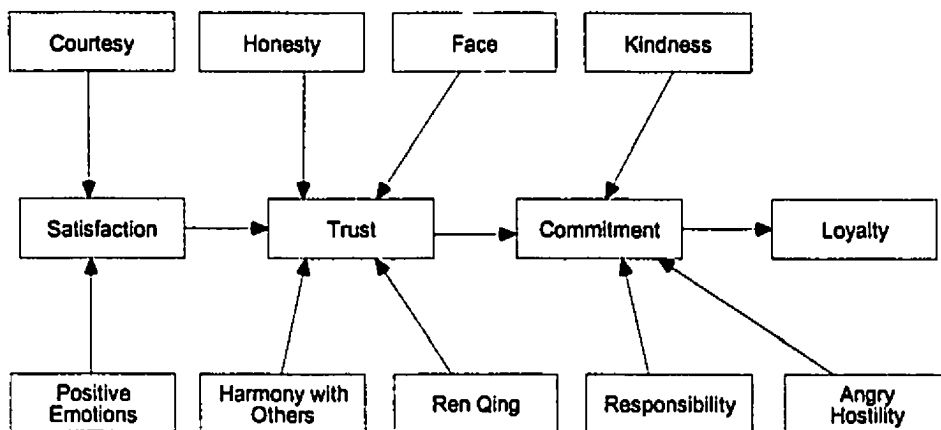 Courtesy
Honesty
Face
Kindness
Satisfaction
Trust
Commitment
Loyalty
Positive
Emotions
Harmony with
Others
Ren Qing
Responsibility
Angry
Hostility